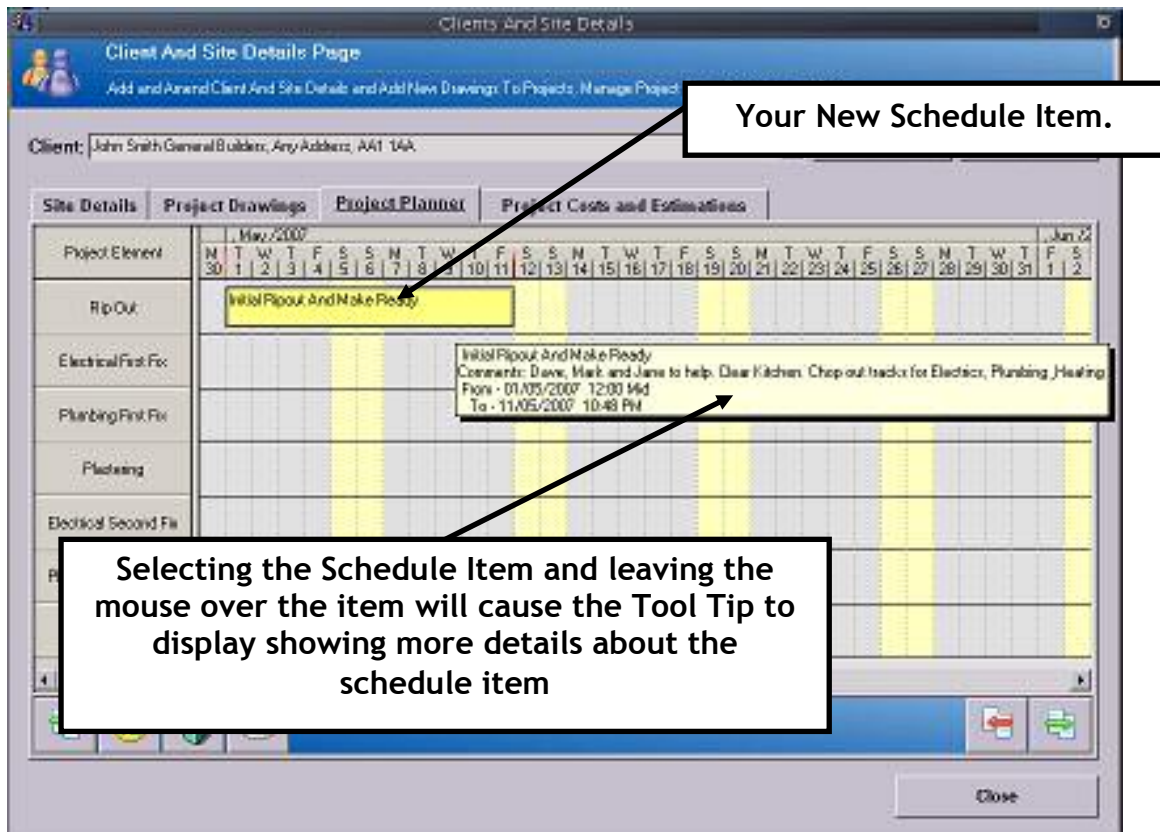 Clients And Site Details
Client And Site Details Page
Add and Amend Client And Site Details and Add New Drawings To Projects, Manage Project
Your New Schedule Item.
Client: John Smith General Builders, Any Address, AA1 1AA
Site Details Project Drawings Project Planner Project Costs and Estimations
Project Element
May /2007
Jun /2
M T W T F S S M T W T F S S M T W T F S S M T W T F S S M T W T F S
30 1 2 3 4 5 6 7 8 9 10 11 12 13 14 15 16 17 18 19 20 21 22 23 24 25 26 27 28 29 30 31 1 2
Rip Out
Initial Ripout And Make Ready
Electrical First Fix
Initial Ripout And Make Ready
Comments: Dave, Mark and Jane to help. Clear Kitchen. Chop out tracks for Electrics, Plumbing ,Heating
From - 01/05/2007 12:00 Mid
To - 11/05/2007 10:48 PM
Plumbing First Fix
Plastering
Electrical Second Fix
Selecting the Schedule Item and leaving the
mouse over the item will cause the Tool Tip to
display showing more details about the
schedule item
Close